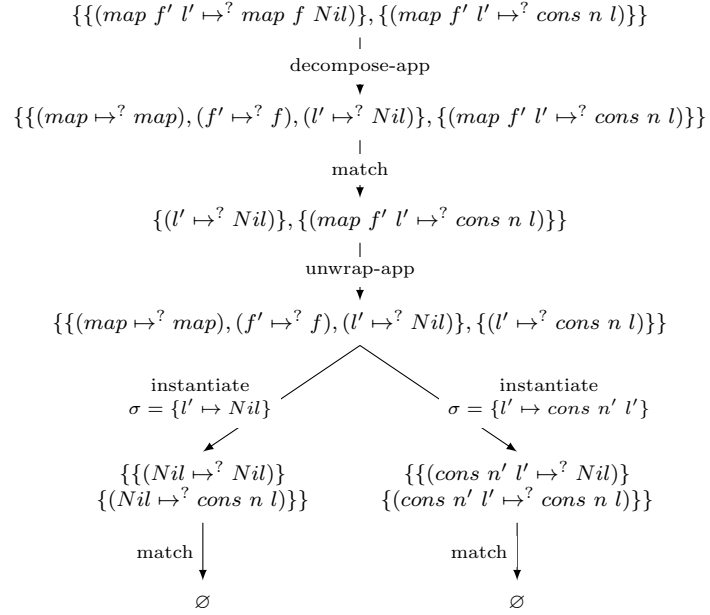 {{(map f′ l′ ↦? map f Nil)}, {(map f′ l′ ↦? cons n l)}}
decompose-app
{{(map ↦? map), (f′ ↦? f), (l′ ↦? Nil)}, {(map f′ l′ ↦? cons n l)}}
match
{(l′ ↦? Nil)}, {(map f′ l′ ↦? cons n l)}}
unwrap-app
{{(map ↦? map), (f′ ↦? f), (l′ ↦? Nil)}, {(l′ ↦? cons n l)}}
instantiate
σ = {l′ ↦ Nil}
instantiate
σ = {l′ ↦ cons n′ l′}
{{(Nil ↦? Nil)}
{(Nil ↦? cons n l)}}
{{(cons n′ l′ ↦? Nil)}
{(cons n′ l′ ↦? cons n l)}}
match
match
∅
∅